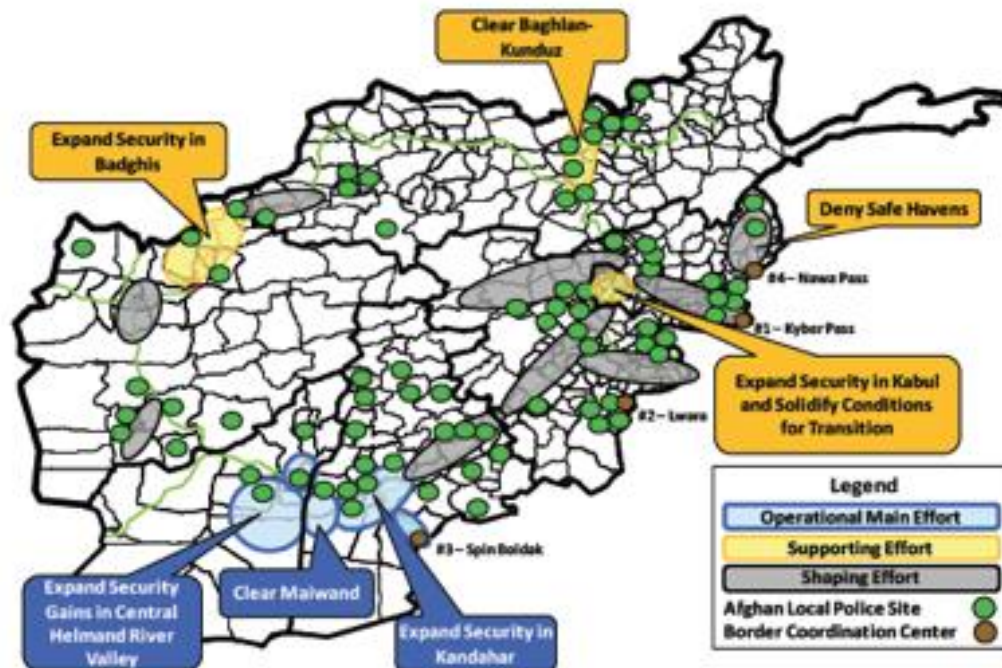 Clear Baghlan-
Kunduz
Expand Security in
Badghis
Deny Safe Havens
#4 – Nawa Pass
#1 – Kyber Pass
Expand Security in Kabul
and Solidify Conditions
for Transition
#2 – Lwara
#3 – Spin Boldak
Expand Security
Gains in Central
Helmand River
Valley
Clear Maiwand
Expand Security in
Kandahar
Legend
Operational Main Effort
Supporting Effort
Shaping Effort
Afghan Local Police Site
Border Coordination Center